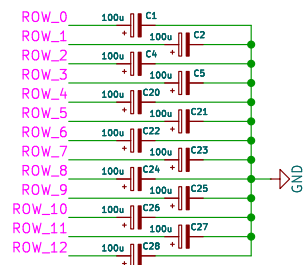 ROW_0 100u C1
ROW_1 100u C2
ROW_2 100u C4
ROW_3 100u C5
ROW_4 100u C20
ROW_5 100u C21
ROW_6 100u C22
ROW_7 100u C23
ROW_8 100u C24
GND
ROW_9 100u C25
ROW_10 100u C26
ROW_11 100u C27
ROW_12 100u C28